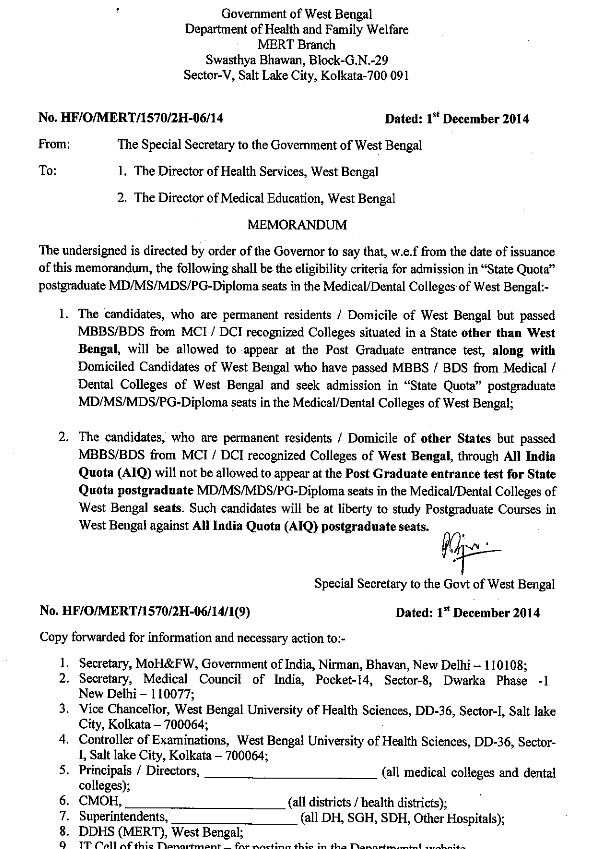 Government of West Bengal
Department of Health and Family Welfare
MERT Branch
Swasthya Bhawan, Block-G.N.-29
Sector-V, Salt Lake City, Kolkata-700 091
No. HF/O/MERT/1570/2H-06/14 Dated: 1st December 2014
From: The Special Secretary to the Government of West Bengal
To: 1. The Director of Health Services, West Bengal
2. The Director of Medical Education, West Bengal
MEMORANDUM
The undersigned is directed by order of the Governor to say that, w.e.f from the date of issuance
of this memorandum, the following shall be the eligibility criteria for admission in “State Quota”
postgraduate MD/MS/MDS/PG-Diploma seats in the Medical/Dental Colleges of West Bengal:-
1. The candidates, who are permanent residents / Domicile of West Bengal but passed
MBBS/BDS from MCI / DCI recognized Colleges situated in a State other than West
Bengal, will be allowed to appear at the Post Graduate entrance test, along with
Domiciled Candidates of West Bengal who have passed MBBS / BDS from Medical /
Dental Colleges of West Bengal and seek admission in “State Quota” postgraduate
MD/MS/MDS/PG-Diploma seats in the Medical/Dental Colleges of West Bengal;
2. The candidates, who are permanent residents / Domicile of other States but passed
MBBS/BDS from MCI / DCI recognized Colleges of West Bengal, through All India
Quota (AIQ) will not be allowed to appear at the Post Graduate entrance test for State
Quota postgraduate MD/MS/MDS/PG-Diploma seats in the Medical/Dental Colleges of
West Bengal seats. Such candidates will be at liberty to study Postgraduate Courses in
West Bengal against All India Quota (AIQ) postgraduate seats.
Special Secretary to the Govt of West Bengal
No. HF/O/MERT/1570/2H-06/14/1(9) Dated: 1st December 2014
Copy forwarded for information and necessary action to:-
1. Secretary, MoH&FW, Government of India, Nirman, Bhavan, New Delhi – 110108;
2. Secretary, Medical Council of India, Pocket-14, Sector-8, Dwarka Phase -1
New Delhi – 110077;
3. Vice Chancellor, West Bengal University of Health Sciences, DD-36, Sector-I, Salt lake
City, Kolkata – 700064;
4. Controller of Examinations, West Bengal University of Health Sciences, DD-36, Sector-
I, Salt lake City, Kolkata – 700064;
5. Principals / Directors, ____________________ (all medical colleges and dental
colleges);
6. CMOH, ____________________ (all districts / health districts);
7. Superintendents, ________________ (all DH, SGH, SDH, Other Hospitals);
8. DDHS (MERT), West Bengal;
9. IT Cell of this Department – for posting this in the Departmental website